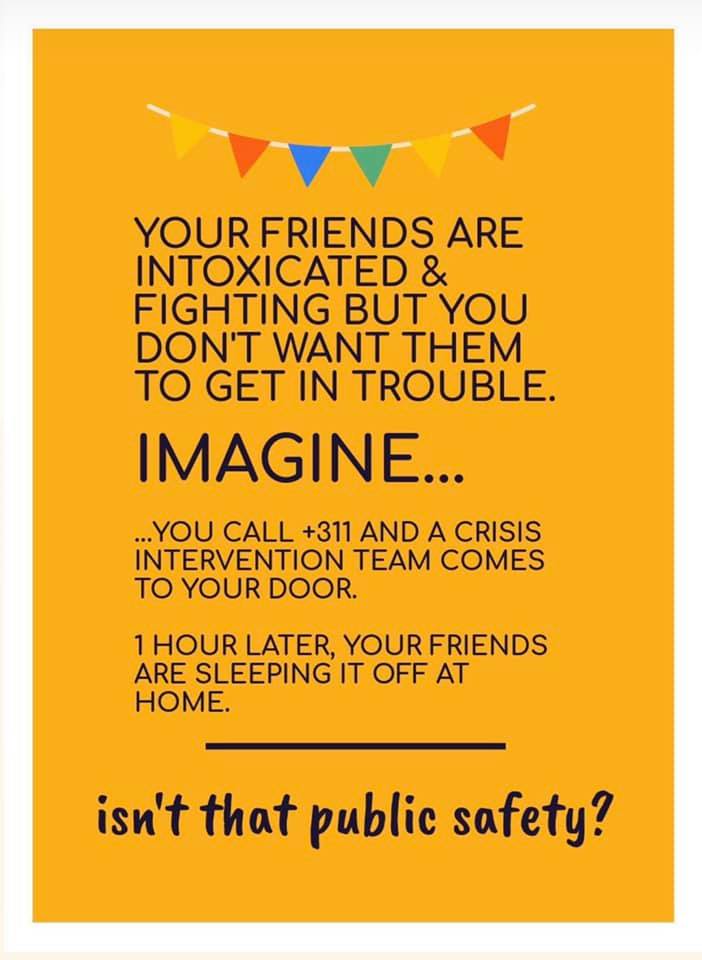 YOUR FRIENDS ARE
INTOXICATED &
FIGHTING BUT YOU
DON'T WANT THEM
TO GET IN TROUBLE.
IMAGINE...
...YOU CALL +311 AND A CRISIS
INTERVENTION TEAM COMES
TO YOUR DOOR.
1 HOUR LATER, YOUR FRIENDS
ARE SLEEPING IT OFF AT
HOME.
isn't that public safety?